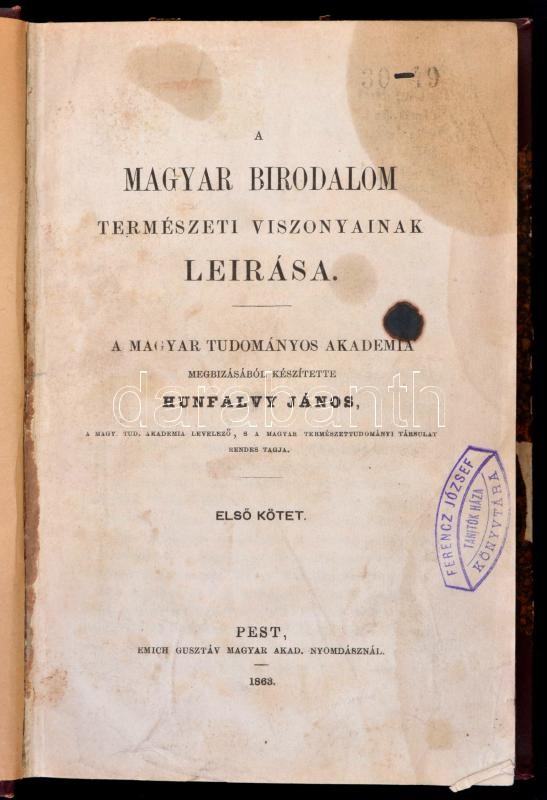 30-19
A
MAGYAR BIRODALOM
TERMÉSZETI VISZONYAINAK
LEIRÁSA.
A MAGYAR TUDOMÁNYOS AKADEMIA
MEGBIZÁSÁBÓL KÉSZÍTETTE
HUNFALVY JÁNOS,
A MAGY. TUD. AKADEMIA LEVELEZŐ, S A MAGYAR TERMÉSZETTUDOMÁNYI TÁRSULAT
RENDES TAGJA.
ELSŐ KÖTET.
FERENCZ JÓZSEF
TANITÓK HÁZA
KÖNYVTÁRA
PEST,
EMICH GUSZTÁV MAGYAR AKAD. NYOMDÁSZNÁL.
1863.
darabanth